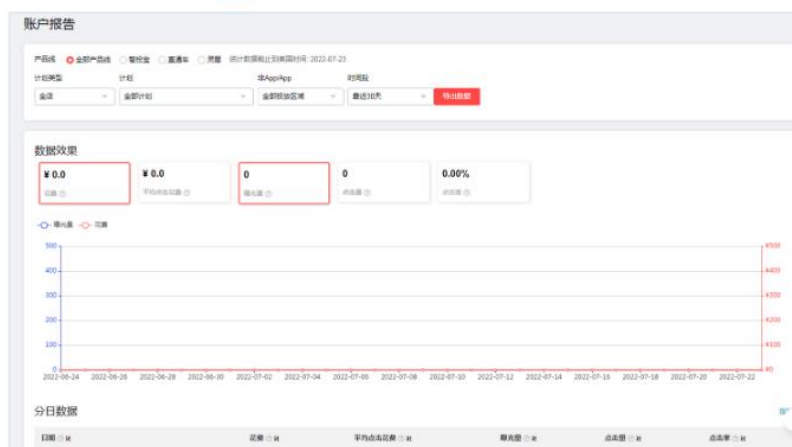 账户报告
产品线 全部产品线 智投宝 直通车 灵犀 统计数据截止到美国时间: 2022-07-23
计划类型 计划 非App/App 时间段
全店 全部计划 全部投放区域 最近30天 导出数据
数据效果
¥ 0.0 ¥ 0.0 0 0 0.00%
花费 平均点击花费 曝光量 点击量 点击率
曝光量 花费
500 ¥500
400 ¥400
300 ¥300
200 ¥200
100 ¥100
0 ¥0
2022-06-24 2022-06-26 2022-06-28 2022-06-30 2022-07-02 2022-07-04 2022-07-06 2022-07-08 2022-07-10 2022-07-12 2022-07-14 2022-07-16 2022-07-18 2022-07-20 2022-07-22
分日数据
日期 花费 平均点击花费 曝光量 点击量 点击率